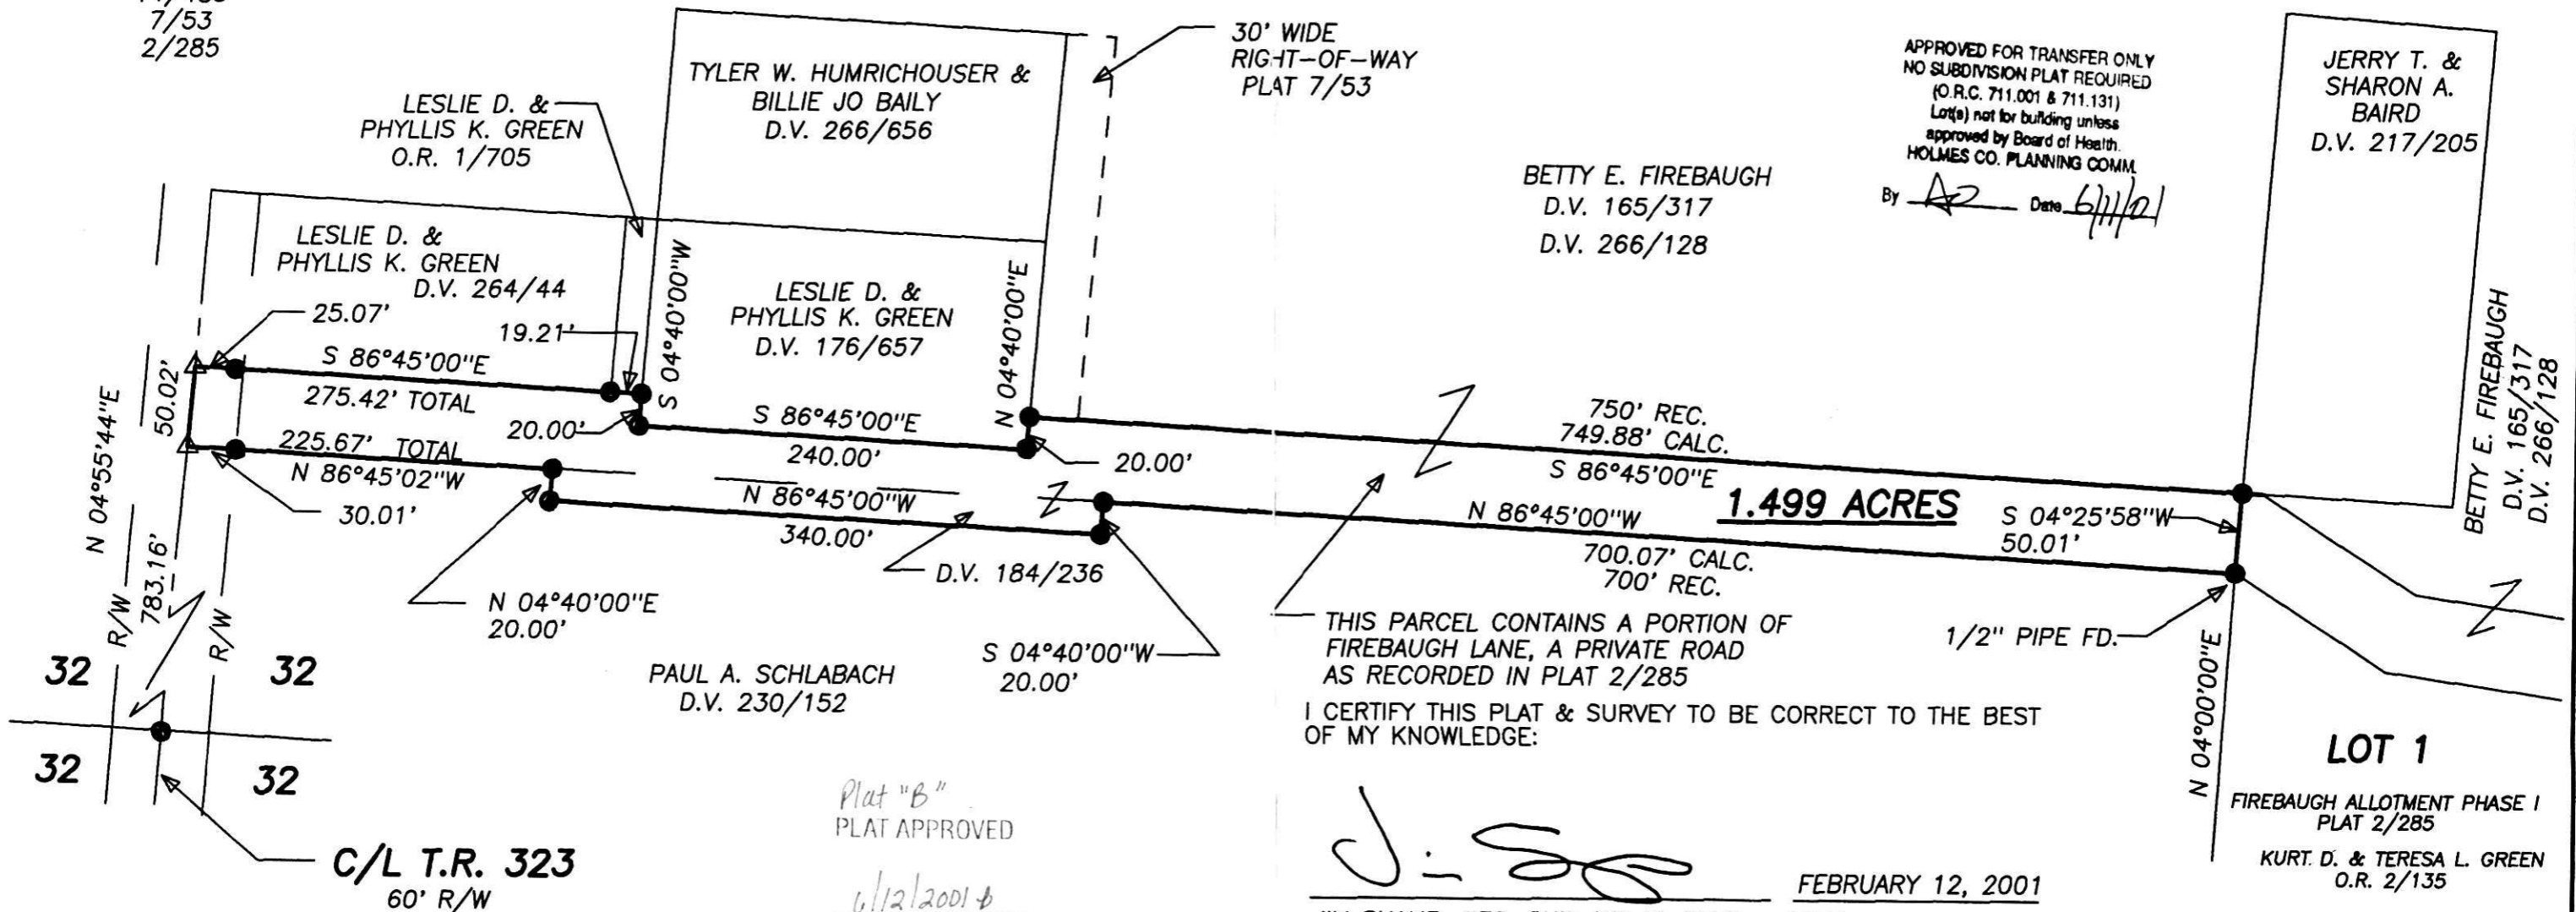 7/53
2/285
LESLIE D. &
PHYLLIS K. GREEN
O.R. 1/705
TYLER W. HUMRICHOUSER &
BILLIE JO BAILY
D.V. 266/656
30' WIDE
RIGHT-OF-WAY
PLAT 7/53
APPROVED FOR TRANSFER ONLY
NO SUBDIVISION PLAT REQUIRED
(O.R.C. 711.001 & 711.131)
Lot(s) not for building unless
approved by Board of Health.
HOLMES CO. PLANNING COMM.
By Date 6/11/01
JERRY T. &
SHARON A.
BAIRD
D.V. 217/205
BETTY E. FIREBAUGH
D.V. 165/317
D.V. 266/128
LESLIE D. &
PHYLLIS K. GREEN
D.V. 264/44
25.07'
19.21'
S 04°40'00"W
LESLIE D. &
PHYLLIS K. GREEN
D.V. 176/657
N 04°40'00"E
BETTY E. FIREBAUGH
D.V. 165/317
D.V. 266/128
N 04°55'44"E
50.02'
S 86°45'00"E
275.42' TOTAL
20.00'
S 86°45'00"E
240.00'
20.00'
750' REC.
749.88' CALC.
S 86°45'00"E
225.67' TOTAL
N 86°45'02"W
30.01'
N 86°45'00"W
340.00'
N 86°45'00"W
1.499 ACRES
S 04°25'58"W
50.01'
700.07' CALC.
700' REC.
D.V. 184/236
N 04°40'00"E
20.00'
S 04°40'00"W
20.00'
R/W
783.16'
R/W
THIS PARCEL CONTAINS A PORTION OF
FIREBAUGH LANE, A PRIVATE ROAD
AS RECORDED IN PLAT 2/285
1/2" PIPE FD.
N 04°00'00"E
32
32
32
32
PAUL A. SCHLABACH
D.V. 230/152
I CERTIFY THIS PLAT & SURVEY TO BE CORRECT TO THE BEST
OF MY KNOWLEDGE:
LOT 1
FIREBAUGH ALLOTMENT PHASE I
PLAT 2/285
KURT. D. & TERESA L. GREEN
O.R. 2/135
Plat "B"
PLAT APPROVED
6/12/2001
C/L T.R. 323
60' R/W
FEBRUARY 12, 2001